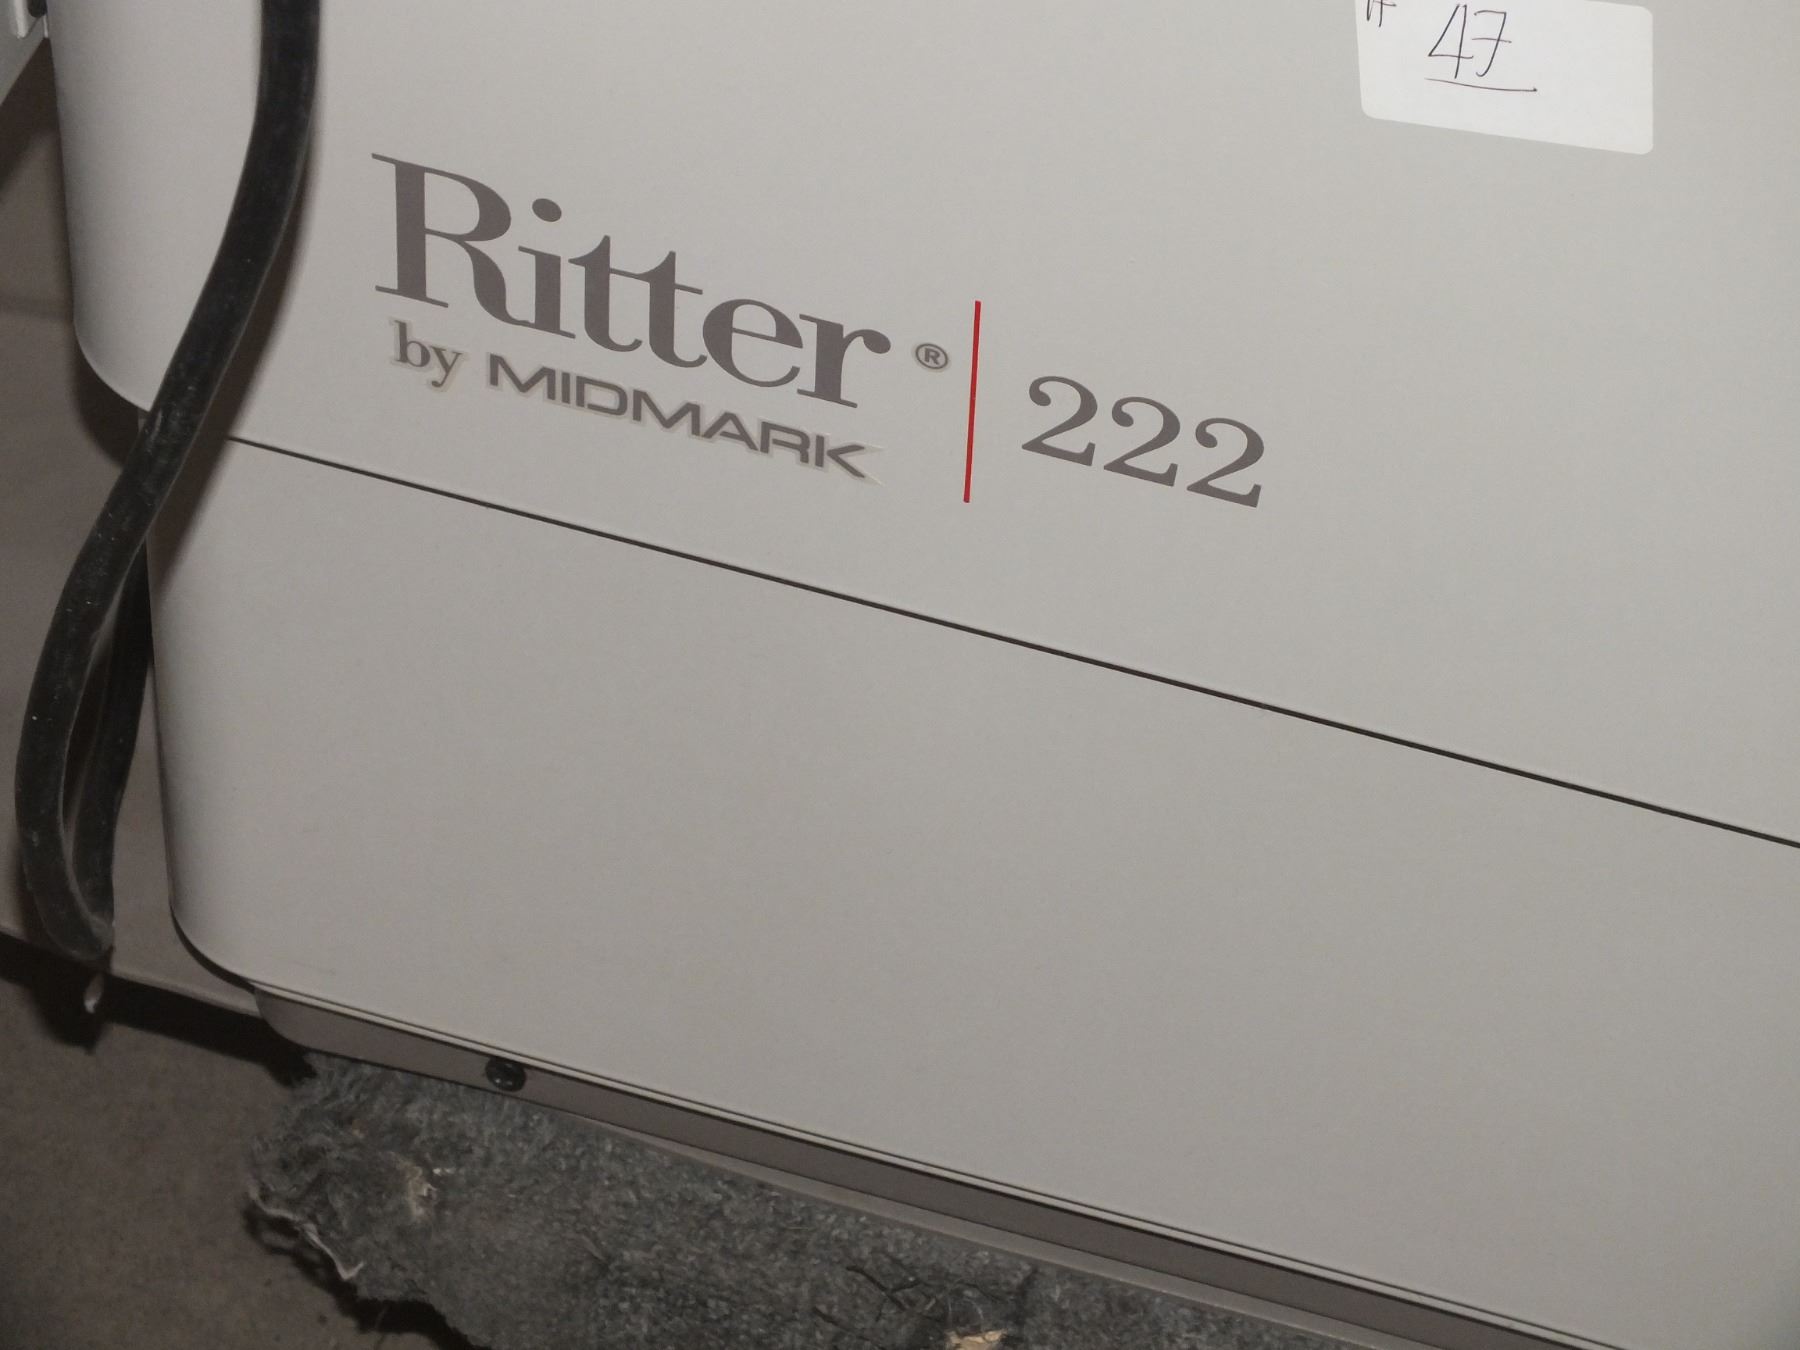 47
Ritter ® | 222
by MIDMARK